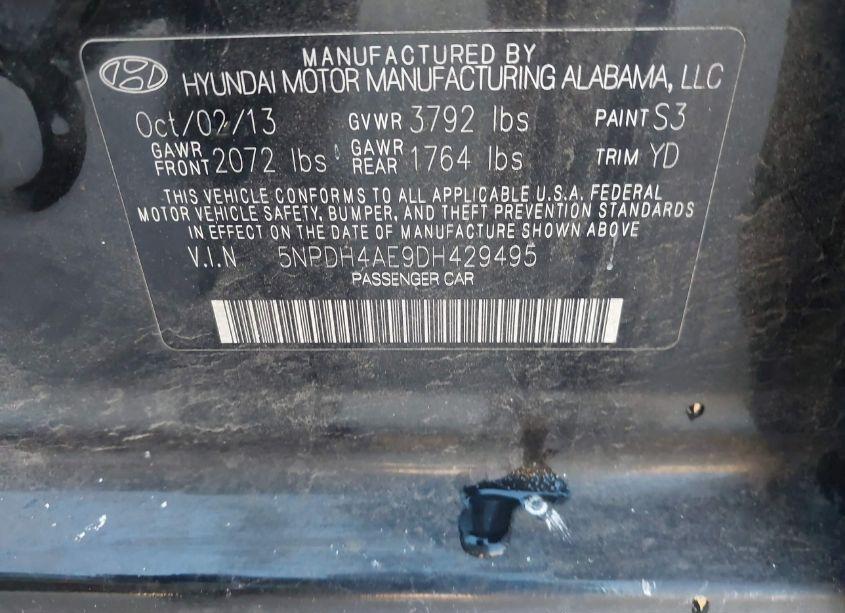 MANUFACTURED BY
HYUNDAI MOTOR MANUFACTURING ALABAMA, LLC
Oct/02/13 GVWR 3792 lbs PAINT S3
GAWR FRONT 2072 lbs GAWR REAR 1764 lbs TRIM YD
THIS VEHICLE CONFORMS TO ALL APPLICABLE U.S.A. FEDERAL
MOTOR VEHICLE SAFETY, BUMPER, AND THEFT PREVENTION STANDARDS
IN EFFECT ON THE DATE OF MANUFACTURE SHOWN ABOVE
V.I.N 5NPDH4AE9DH429495
PASSENGER CAR